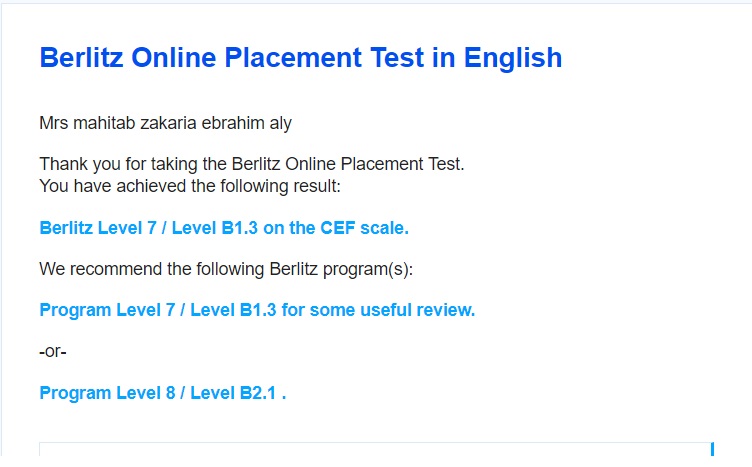 Berlitz Online Placement Test in English
Mrs mahitab zakaria ebrahim aly
Thank you for taking the Berlitz Online Placement Test.
You have achieved the following result:
Berlitz Level 7 / Level B1.3 on the CEF scale.
We recommend the following Berlitz program(s):
Program Level 7 / Level B1.3 for some useful review.
-or-
Program Level 8 / Level B2.1 .